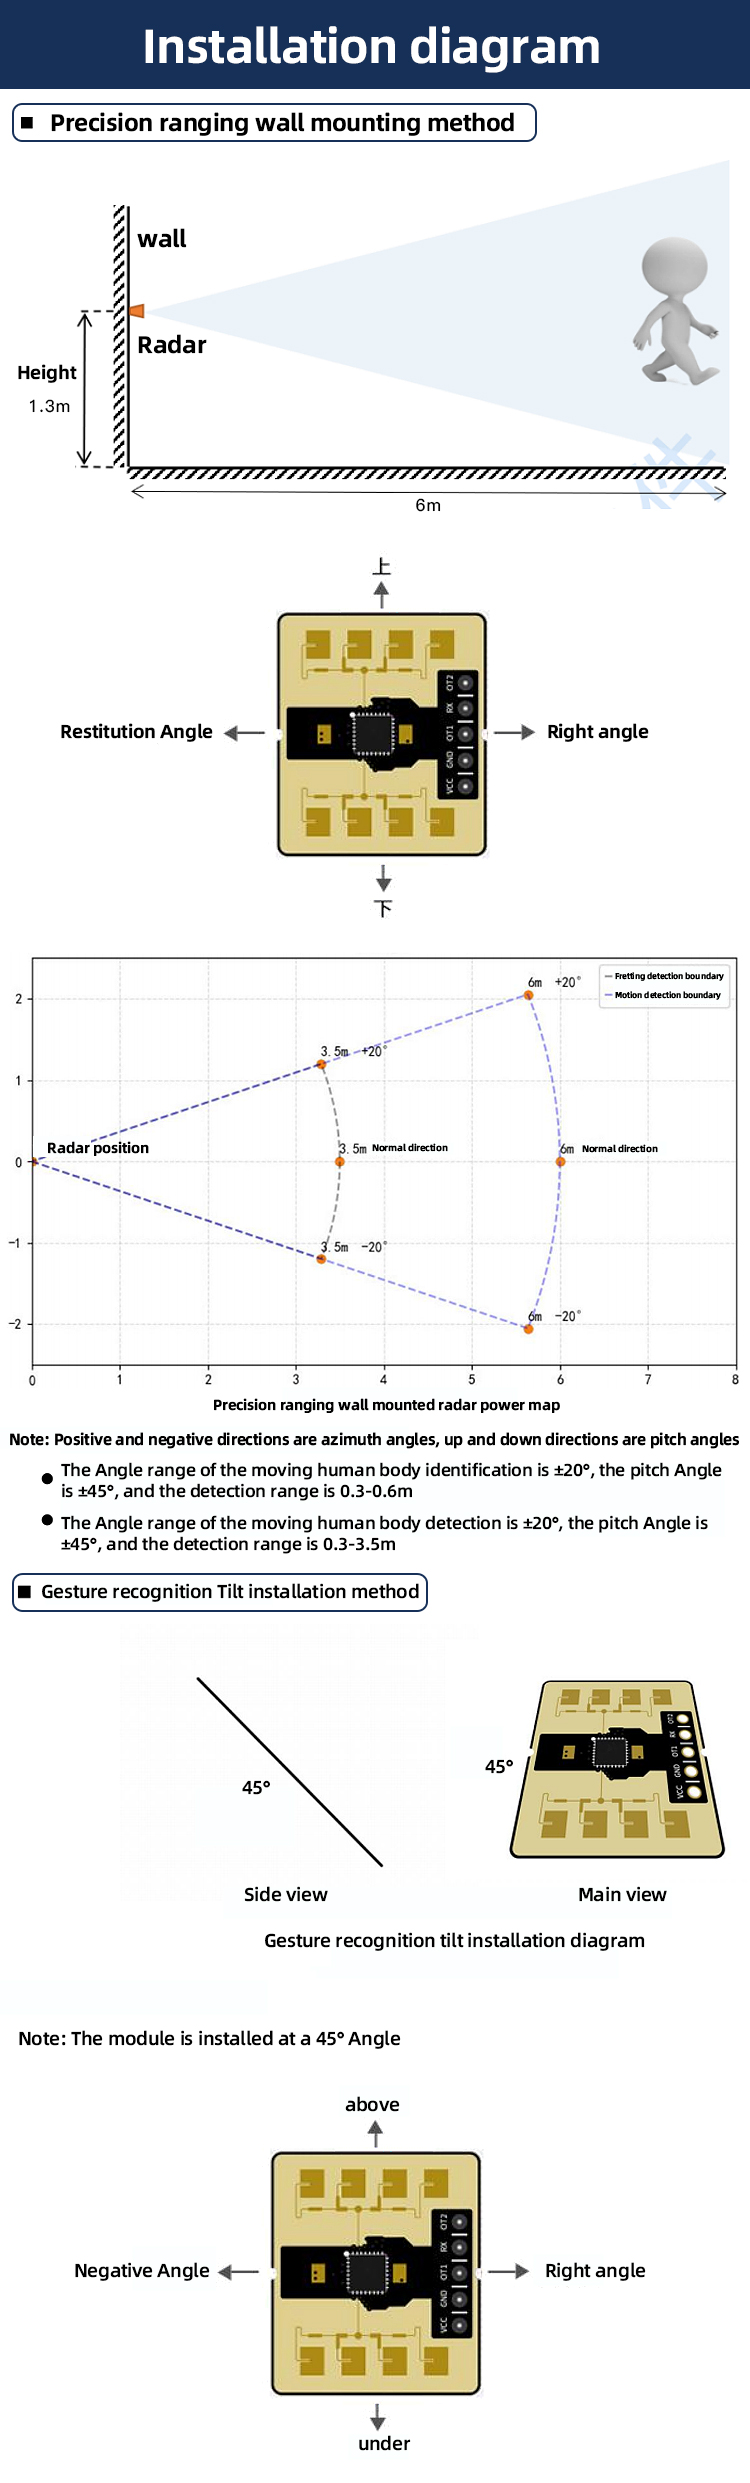 Installation diagram
Precision ranging wall mounting method
wall
Radar
Height
1.3m
6m
件
上
OT2
RX
OT1
GND
VCC
Restitution Angle
Right angle
下
6m +20°
Fretting detection boundary
Motion detection boundary
2
3.5m +20°
1
Radar position
3.5m Normal direction
6m Normal direction
0
-1
3.5m -20°
6m -20°
-2
0 1 2 3 4 5 6 7 8
Precision ranging wall mounted radar power map
Note: Positive and negative directions are azimuth angles, up and down directions are pitch angles
The Angle range of the moving human body identification is ±20°, the pitch Angle
is ±45°, and the detection range is 0.3-0.6m
The Angle range of the moving human body detection is ±20°, the pitch Angle is
±45°, and the detection range is 0.3-3.5m
Gesture recognition Tilt installation method
45°
45°
OT2
RX
OT1
GND
VCC
Side view
Main view
Gesture recognition tilt installation diagram
Note: The module is installed at a 45° Angle
above
OT2
RX
OT1
GND
VCC
Negative Angle
Right angle
under